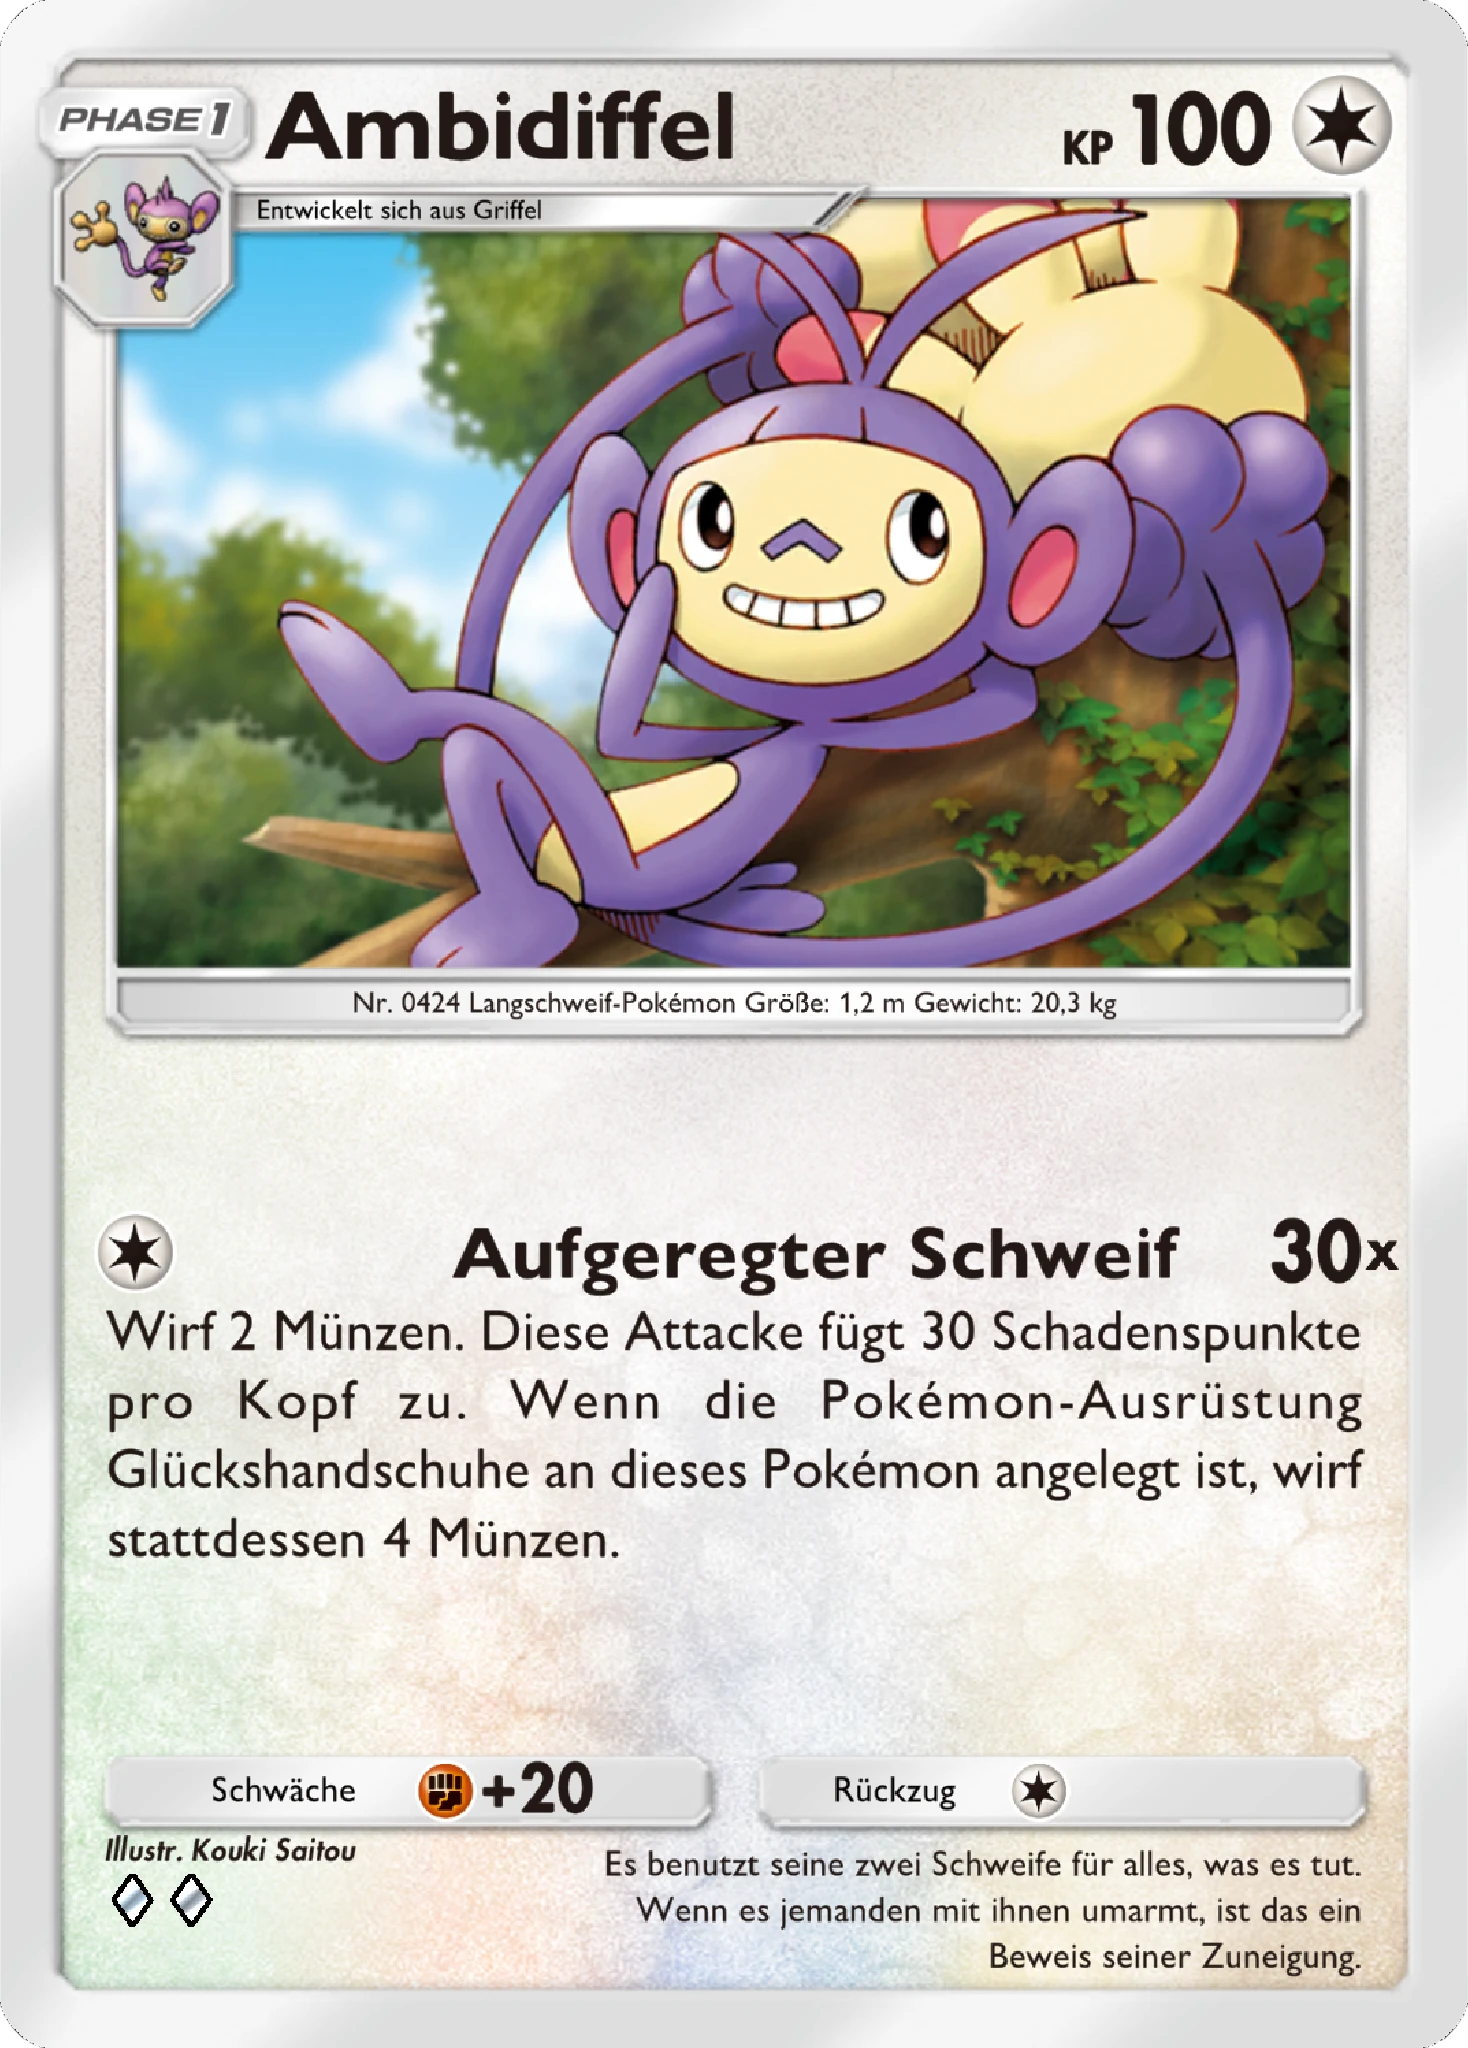 PHASE 1
Ambidiffel
KP 100
Entwickelt sich aus Griffel
Nr. 0424 Langschweif-Pokémon Größe: 1,2 m Gewicht: 20,3 kg
Aufgeregter Schweif 30x
Wirf 2 Münzen. Diese Attacke fügt 30 Schadenspunkte
pro Kopf zu. Wenn die Pokémon-Ausrüstung
Glückshandschuhe an dieses Pokémon angelegt ist, wirf
stattdessen 4 Münzen.
Schwäche +20
Rückzug
Illustr. Kouki Saitou
Es benutzt seine zwei Schweife für alles, was es tut.
Wenn es jemanden mit ihnen umarmt, ist das ein
Beweis seiner Zuneigung.